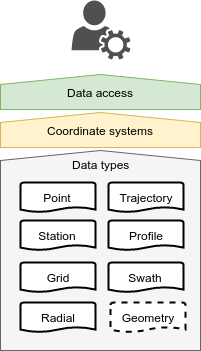 Data access
Coordinate systems
Data types
Point
Trajectory
Station
Profile
Grid
Swath
Radial
Geometry